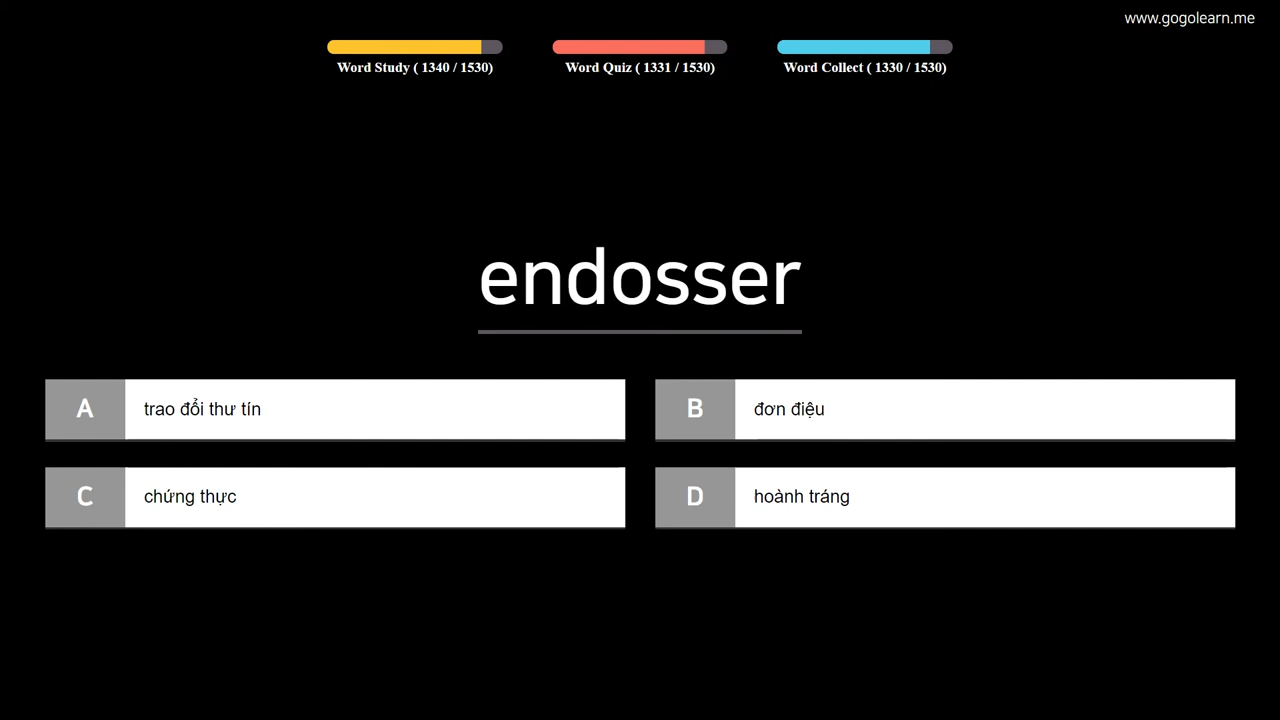 www.gogolearn.me
Word Study ( 1340 / 1530)
Word Quiz ( 1331 / 1530)
Word Collect ( 1330 / 1530)
endosser
A trao đổi thư tín
B đơn điệu
C chứng thực
D hoành tráng